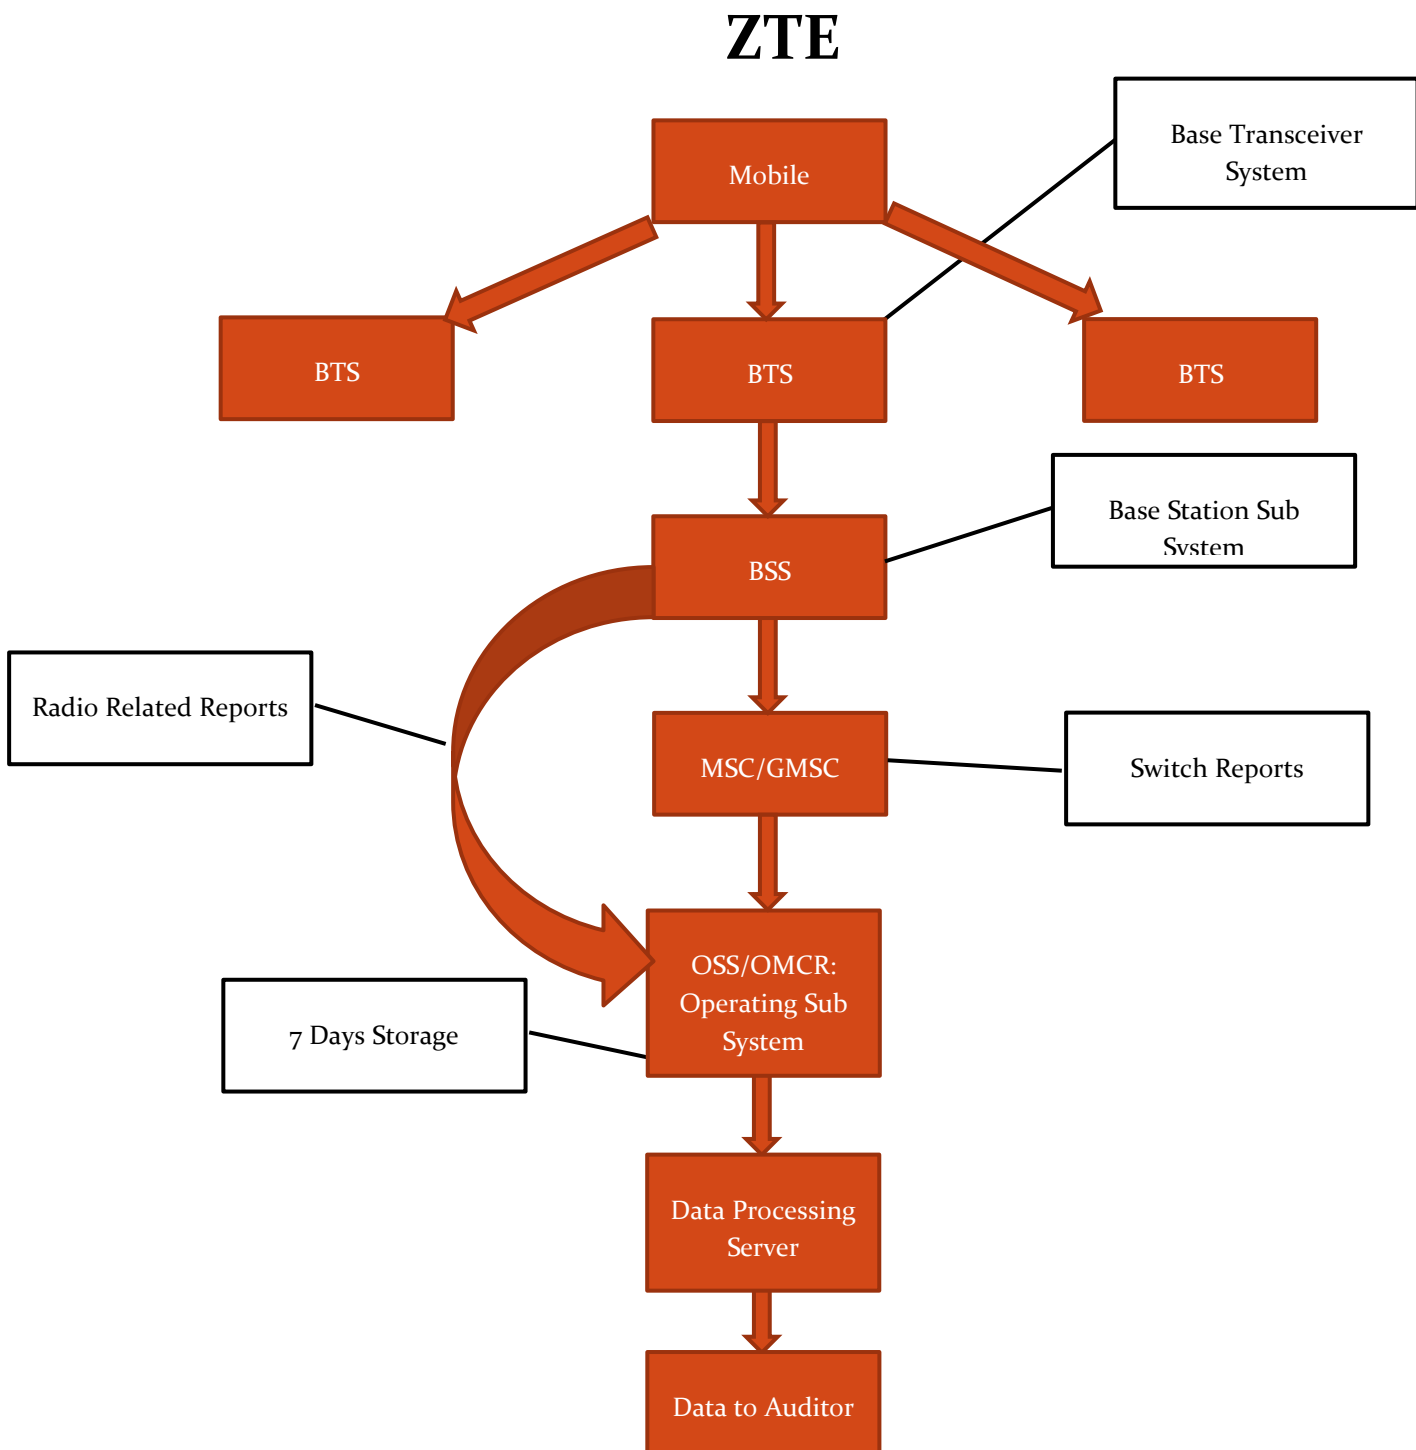 ZTE
Base Transceiver
System
Mobile
BTS
BTS
BTS
Base Station Sub
System
BSS
Radio Related Reports
MSC/GMSC
Switch Reports
OSS/OMCR:
Operating Sub
System
7 Days Storage
Data Processing
Server
Data to Auditor